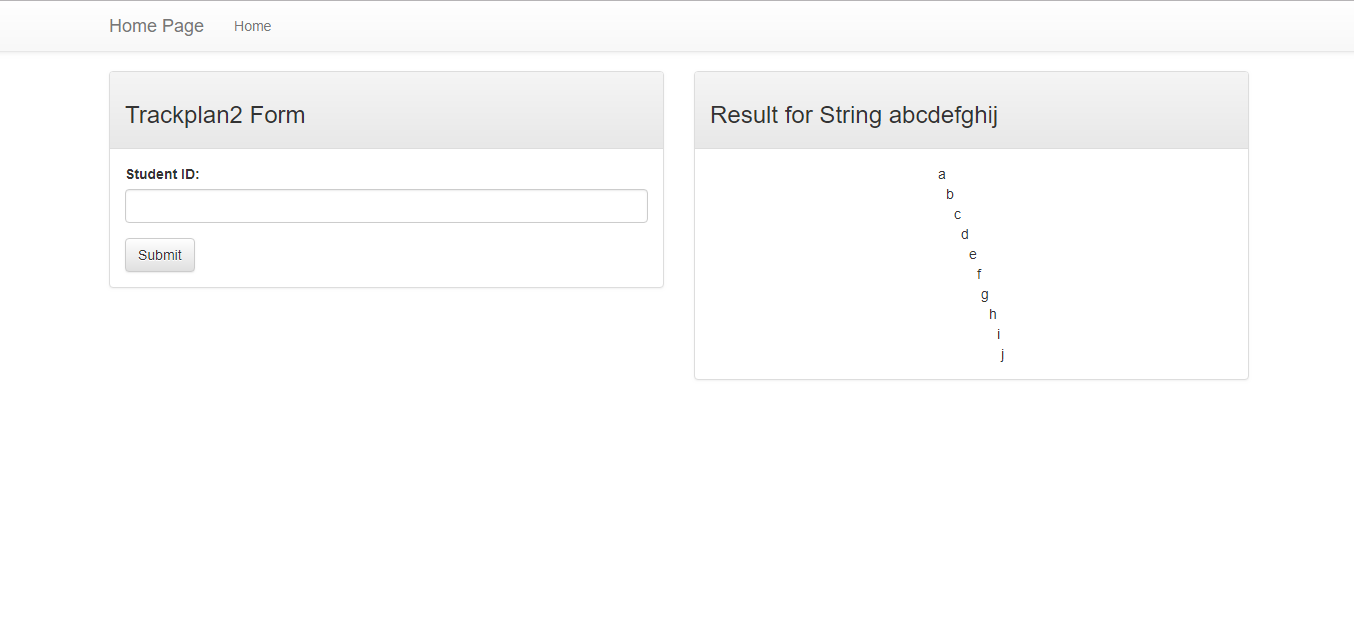 Home Page Home
Trackplan2 Form
Student ID:
Submit
Result for String abcdefghij
a
b
c
d
e
f
g
h
i
j